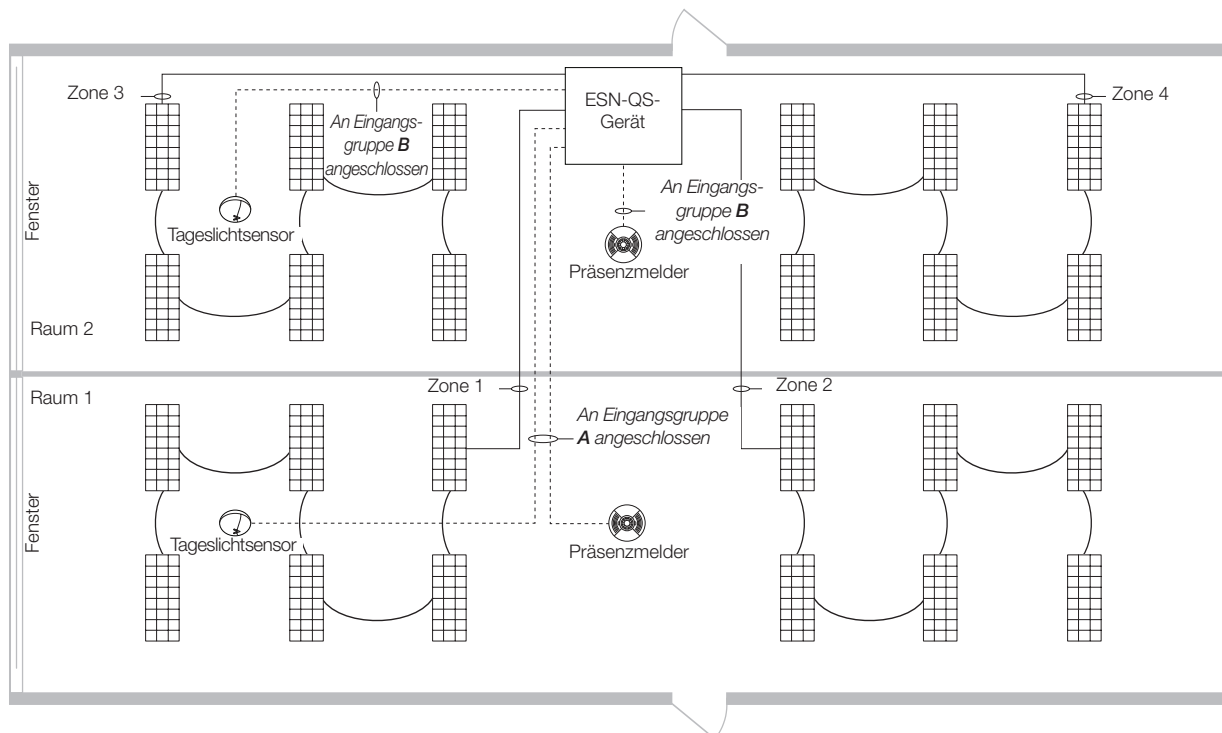 Zone 3
ESN-QS-
Gerät
Zone 4
An Eingangs-
gruppe B
angeschlossen
An Eingangs-
gruppe B
angeschlossen
Fenster
Tageslichtsensor
Präsenzmelder
Raum 2
Zone 1
Zone 2
Raum 1
An Eingangsgruppe
A angeschlossen
Fenster
Tageslichtsensor
Präsenzmelder